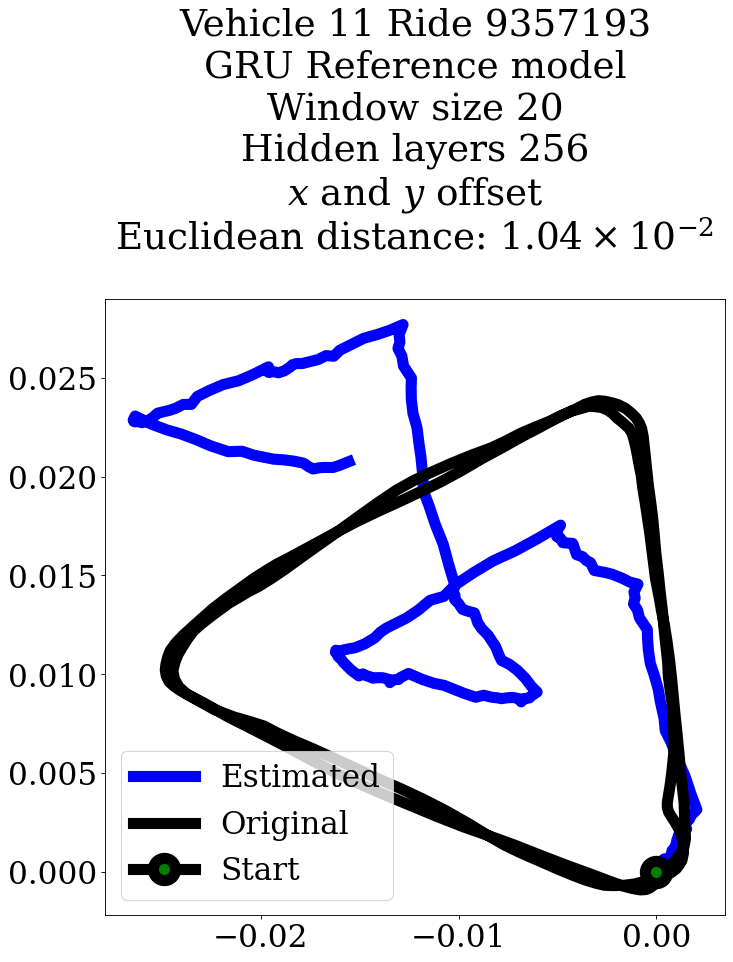 Vehicle 11 Ride 9357193
GRU Reference model
Window size 20
Hidden layers 256
x and y offset
Euclidean distance: 1.04 × 10⁻²
0.025
0.020
0.015
0.010
0.005
0.000
Estimated
Original
Start
−0.02
−0.01
0.00